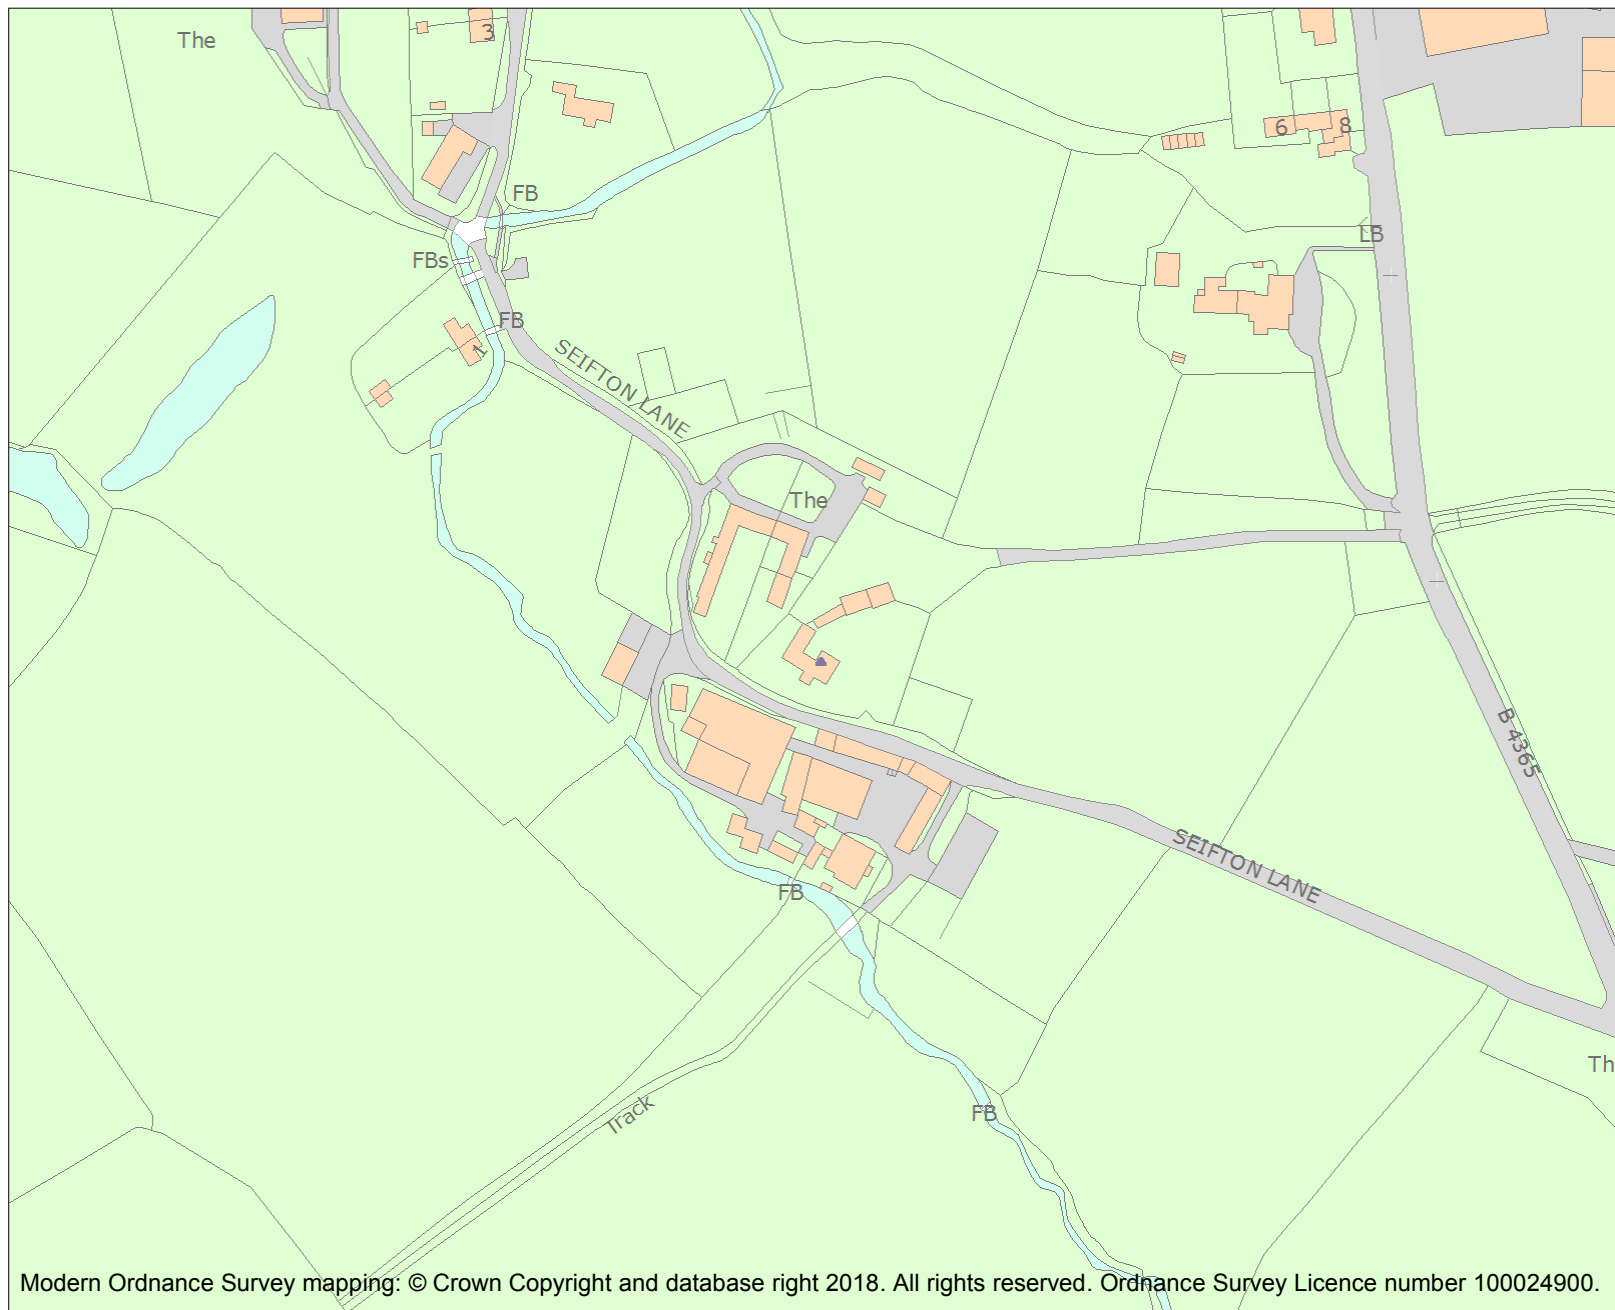 The
3
6
8
FB
LB
FBs
FB
1
SEIFTON LANE
The
B 4365
SEIFTON LANE
FB
Th
Track
FB
Modern Ordnance Survey mapping: © Crown Copyright and database right 2018. All rights reserved. Ordnance Survey Licence number 100024900.